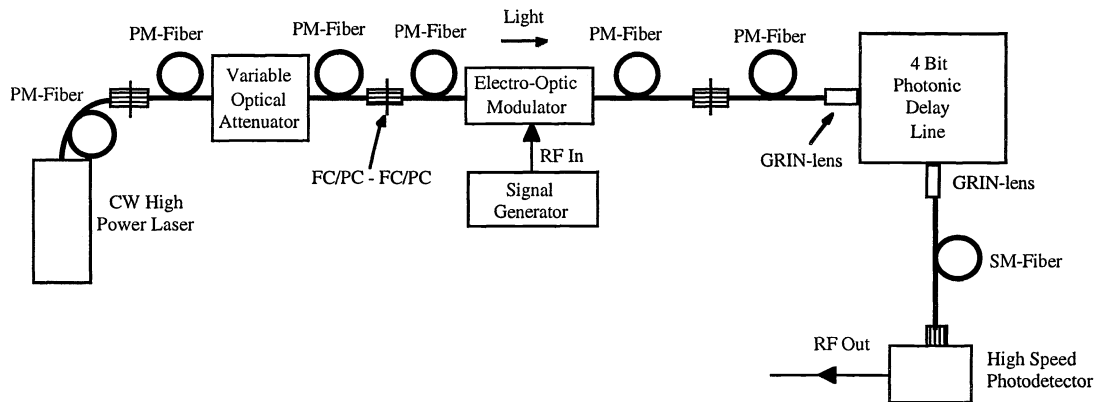 PM-Fiber
PM-Fiber
PM-Fiber
Light
PM-Fiber
PM-Fiber
PM-Fiber
Variable
Optical
Attenuator
Electro-Optic
Modulator
4 Bit
Photonic
Delay
Line
GRIN-lens
FC/PC - FC/PC
RF In
Signal
Generator
CW High
Power Laser
GRIN-lens
SM-Fiber
RF Out
High Speed
Photodetector